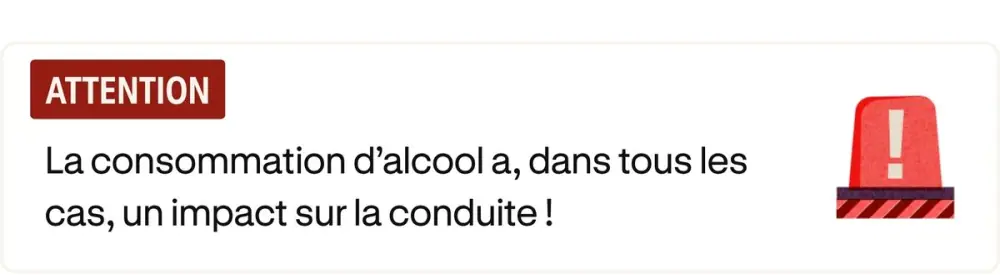 ATTENTION
La consommation d’alcool a, dans tous les
cas, un impact sur la conduite !